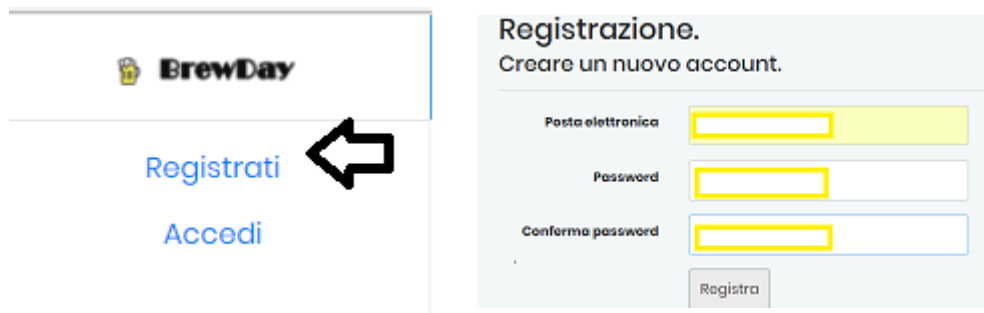 BrewDay
Registrati
Accedi
Registrazione.
Creare un nuovo account.
Posta elettronica
Password
Conferma password
Registra